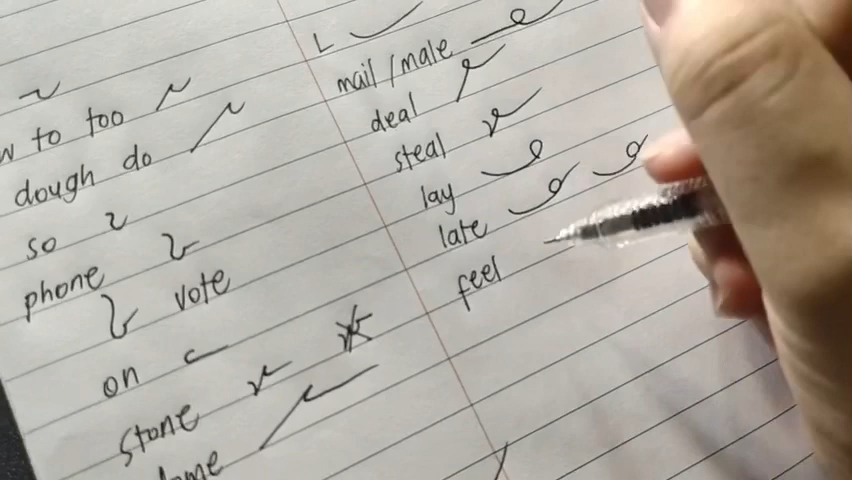 to too
dough do
so
phone
vote
on
stone
L
mail/male
deal
steal
lay
late
feel